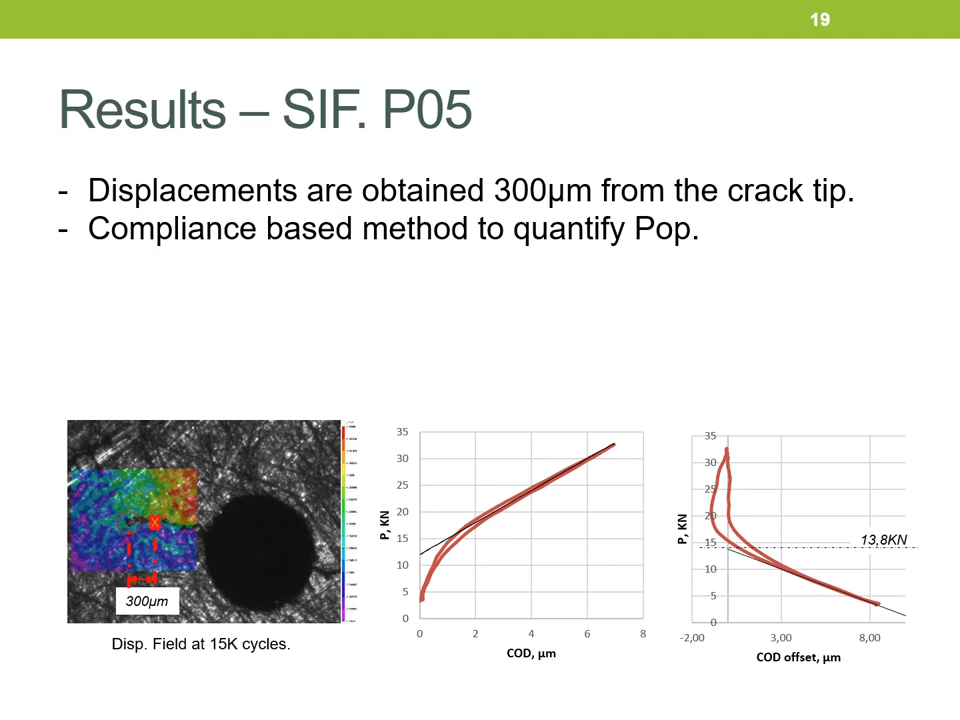 19
Results – SIF. P05
- Displacements are obtained 300µm from the crack tip.
- Compliance based method to quantify Pop.
300µm
Disp. Field at 15K cycles.
P, KN
35
30
25
20
15
10
5
0
0 2 4 6 8
COD, µm
P, KN
35
30
25
20
15
10
5
0
13,8KN
-2,00 3,00 8,00
COD offset, µm